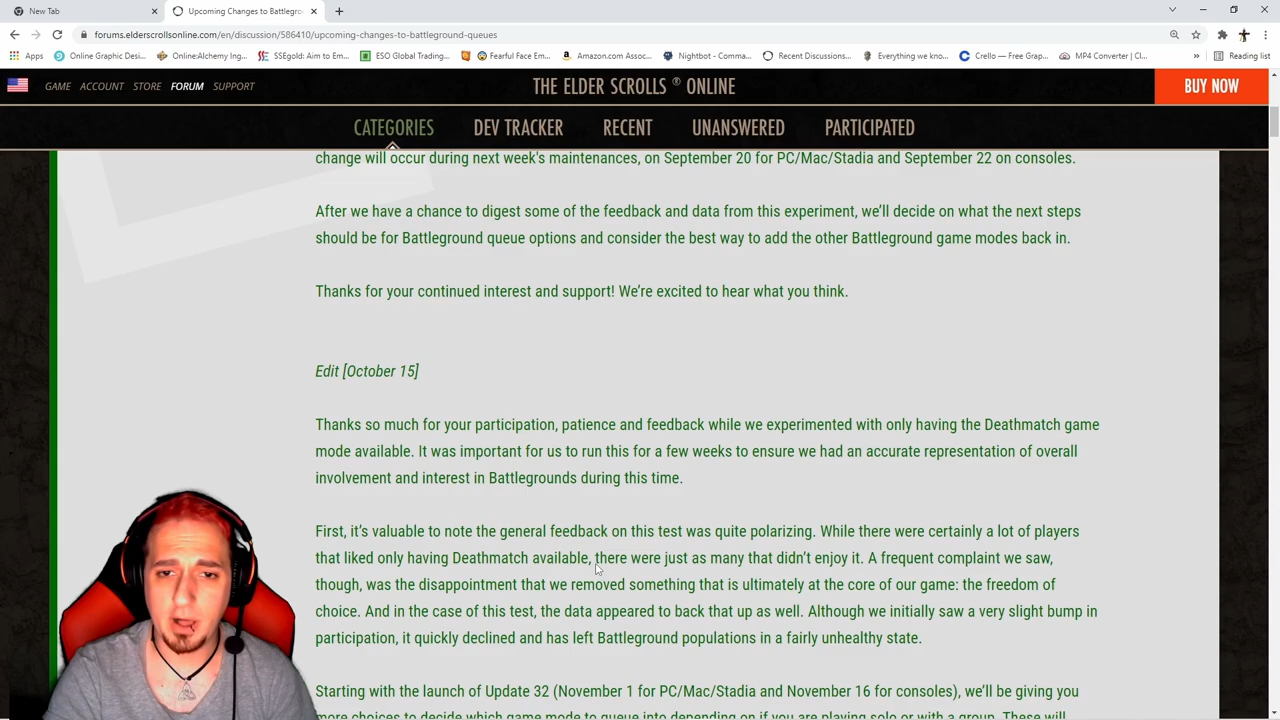 New Tab
Upcoming Changes to Battlegroun
forums.elderscrollsonline.com/en/discussion/586410/upcoming-changes-to-battleground-queues
Apps
Online Graphic Desi...
Online:Alchemy Ing...
SSEgold: Aim to Em...
ESO Global Trading...
Fearful Face Em...
Amazon.com Assoc...
Nightbot - Comma...
Recent Discussions...
Everything we kno...
Crello — Free Grap...
MP4 Converter | Cl...
Reading list
GAME ACCOUNT STORE FORUM SUPPORT
THE ELDER SCROLLS ® ONLINE
BUY NOW
CATEGORIES DEV TRACKER RECENT UNANSWERED PARTICIPATED
change will occur during next week's maintenances, on September 20 for PC/Mac/Stadia and September 22 on consoles.
After we have a chance to digest some of the feedback and data from this experiment, we'll decide on what the next steps
should be for Battleground queue options and consider the best way to add the other Battleground game modes back in.
Thanks for your continued interest and support! We're excited to hear what you think.
Edit [October 15]
Thanks so much for your participation, patience and feedback while we experimented with only having the Deathmatch game
mode available. It was important for us to run this for a few weeks to ensure we had an accurate representation of overall
involvement and interest in Battlegrounds during this time.
First, it's valuable to note the general feedback on this test was quite polarizing. While there were certainly a lot of players
that liked only having Deathmatch available, there were just as many that didn't enjoy it. A frequent complaint we saw,
though, was the disappointment that we removed something that is ultimately at the core of our game: the freedom of
choice. And in the case of this test, the data appeared to back that up as well. Although we initially saw a very slight bump in
participation, it quickly declined and has left Battleground populations in a fairly unhealthy state.
Starting with the launch of Update 32 (November 1 for PC/Mac/Stadia and November 16 for consoles), we'll be giving you
more choices to decide which game mode to queue into depending on if you are playing solo or with a group. These will